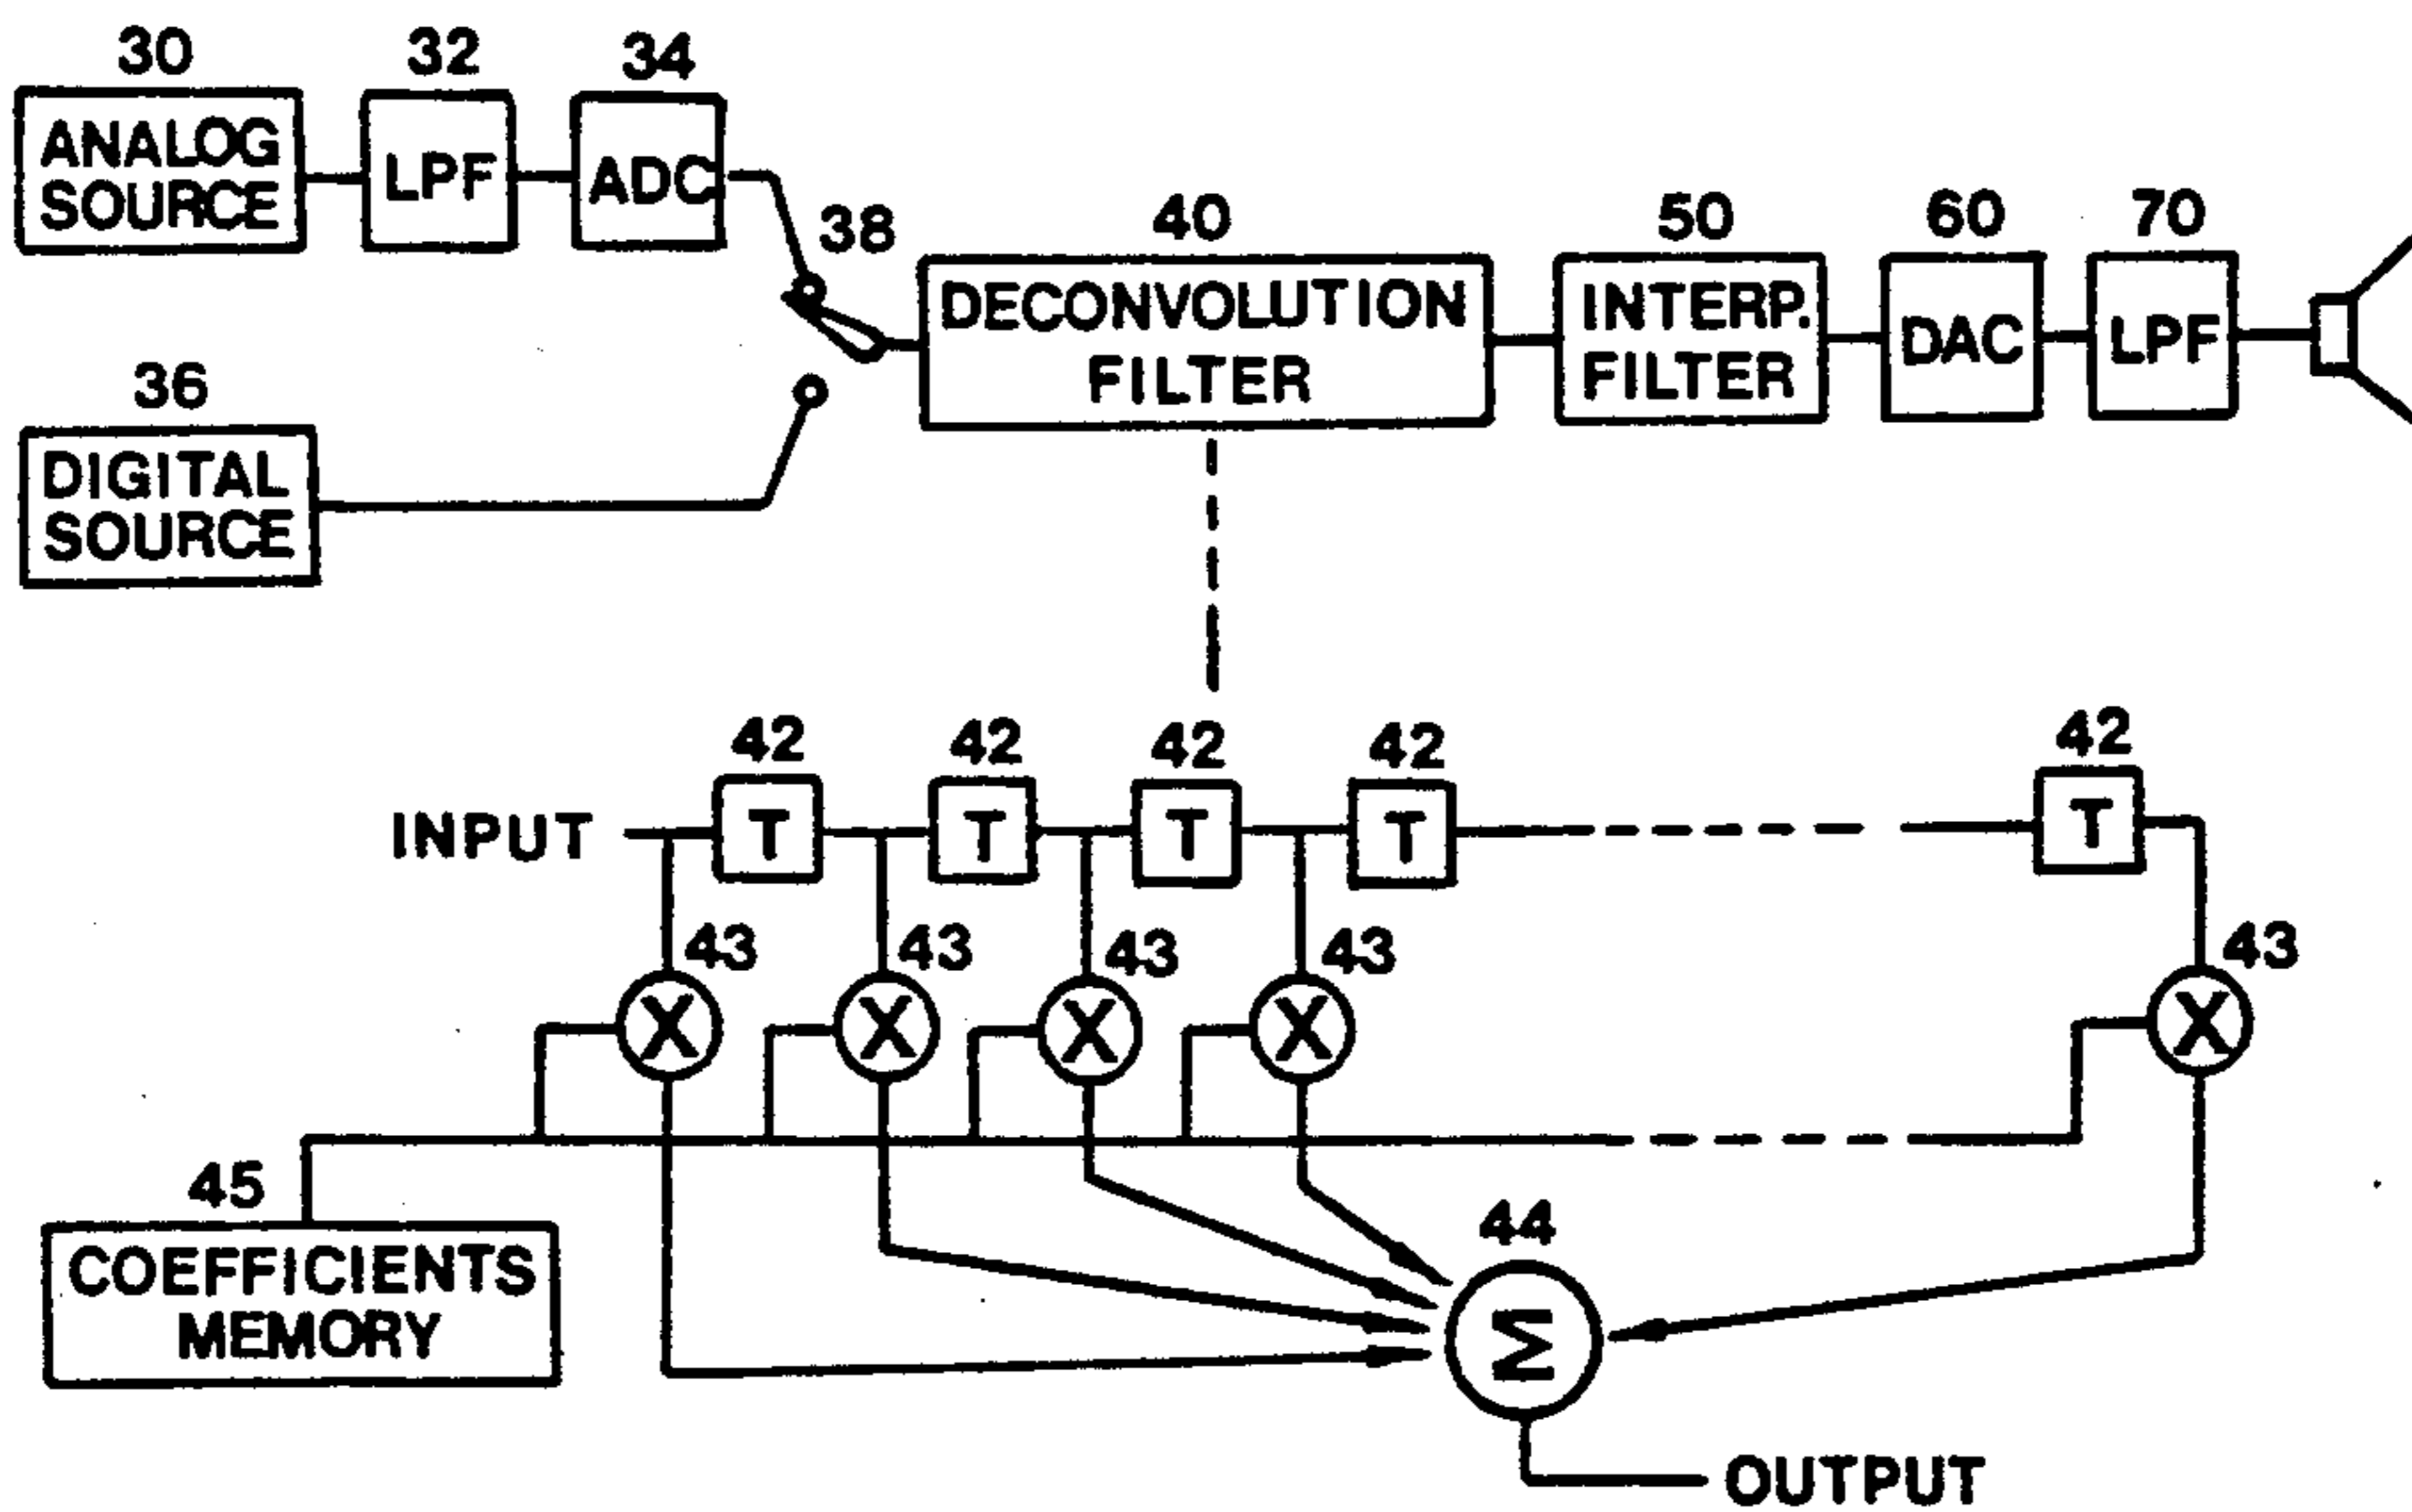 30
32
34
ANALOG
SOURCE
LPF
ADC
38
40
50
60
70
DECONVOLUTION
FILTER
INTERP.
FILTER
DAC
LPF
36
DIGITAL
SOURCE
42
42
42
42
42
INPUT
T
T
T
T
T
43
43
43
43
43
X
X
X
X
X
45
COEFFICIENTS
MEMORY
44
Σ
OUTPUT